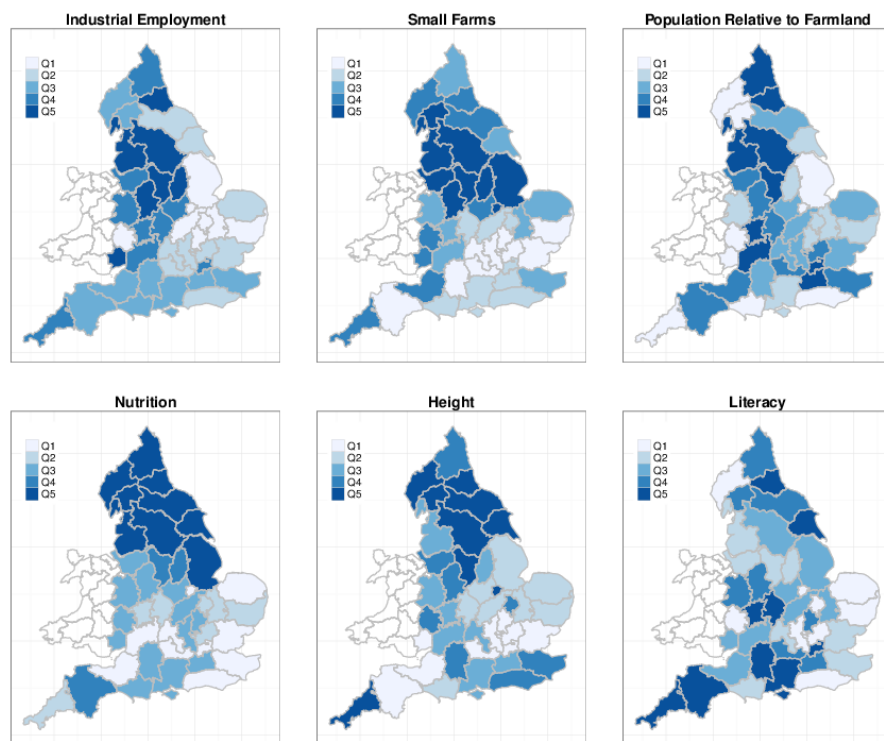 Industrial Employment
Small Farms
Population Relative to Farmland
Q1
Q2
Q3
Q4
Q5
Q1
Q2
Q3
Q4
Q5
Q1
Q2
Q3
Q4
Q5
Nutrition
Height
Literacy
Q1
Q2
Q3
Q4
Q5
Q1
Q2
Q3
Q4
Q5
Q1
Q2
Q3
Q4
Q5